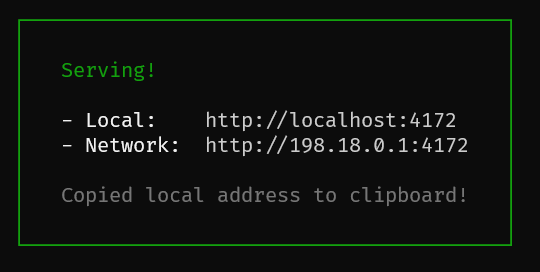 Serving!
- Local: http://localhost:4172
- Network: http://198.18.0.1:4172
Copied local address to clipboard!